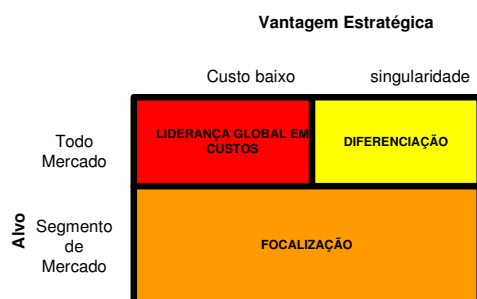 Vantagem Estratégica
Custo baixo singularidade
Todo
Mercado
LIDERANÇA GLOBAL EM
CUSTOS
DIFERENCIAÇÃO
Alvo
Segmento
de
Mercado
FOCALIZAÇÃO